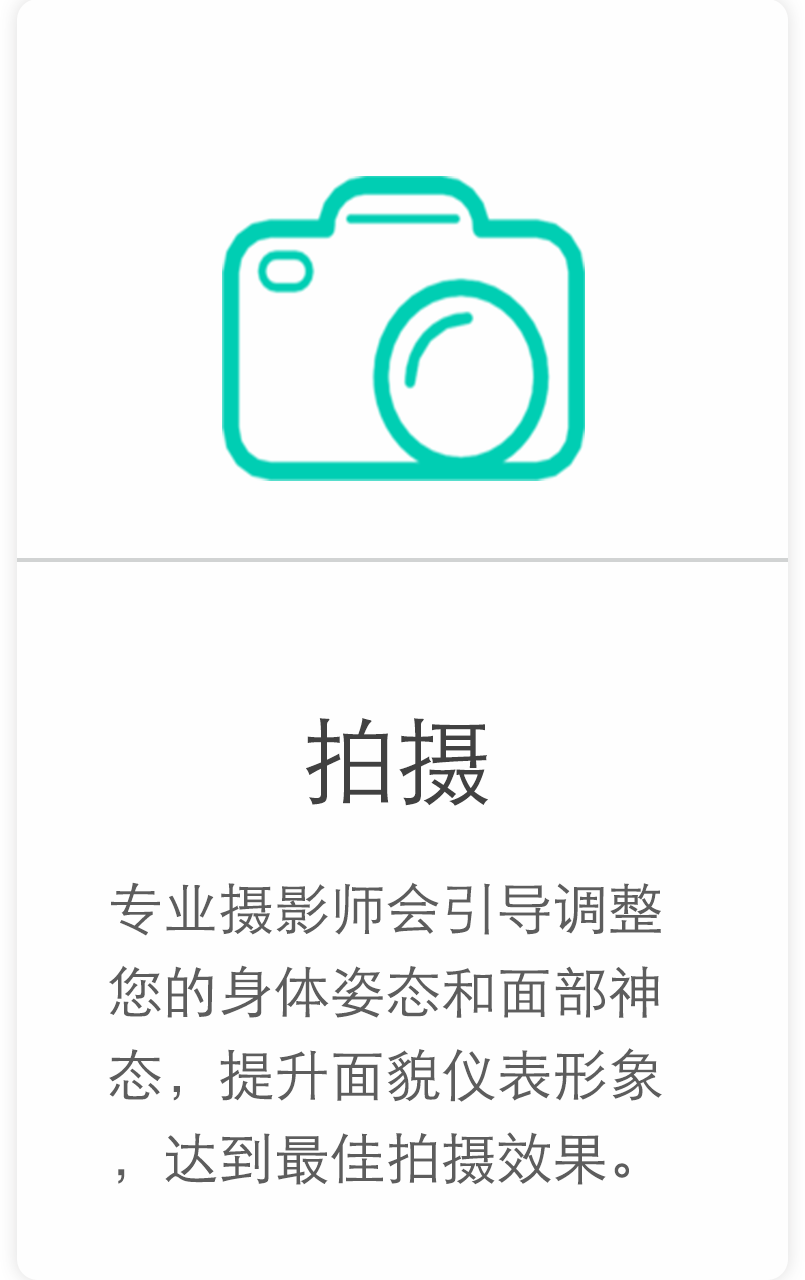 拍摄
专业摄影师会引导调整
您的身体姿态和面部神
态，提升面貌仪表形象
，达到最佳拍摄效果。